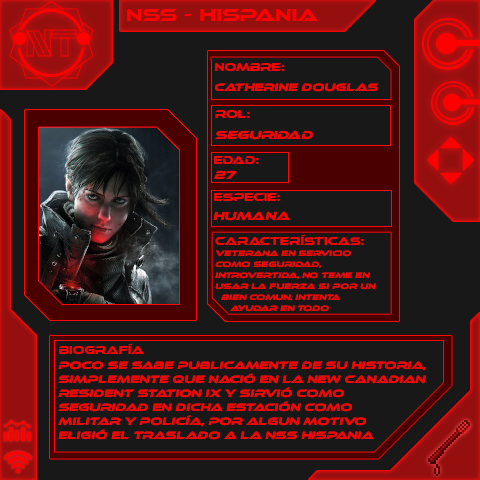 NT
NSS - HISPANIA
NOMBRE:
CATHERINE DOUGLAS
ROL:
SEGURIDAD
EDAD:
27
ESPECIE:
HUMANA
CARACTERÍSTICAS:
VETERANA EN SERVICIO
COMO SEGURIDAD.
INTROVERTIDA, NO TEME EN
USAR LA FUERZA SI POR UN
BIEN COMUN. INTENTA
AYUDAR EN TODO
BIOGRAFÍA
POCO SE SABE PUBLICAMENTE DE SU HISTORIA,
SIMPLEMENTE QUE NACIÓ EN LA NEW CANADIAN
RESIDENT STATION IX Y SIRVIÓ COMO
SEGURIDAD EN DICHA ESTACIÓN COMO
MILITAR Y POLICÍA, POR ALGUN MOTIVO
ELIGIÓ EL TRASLADO A LA NSS HISPANIA